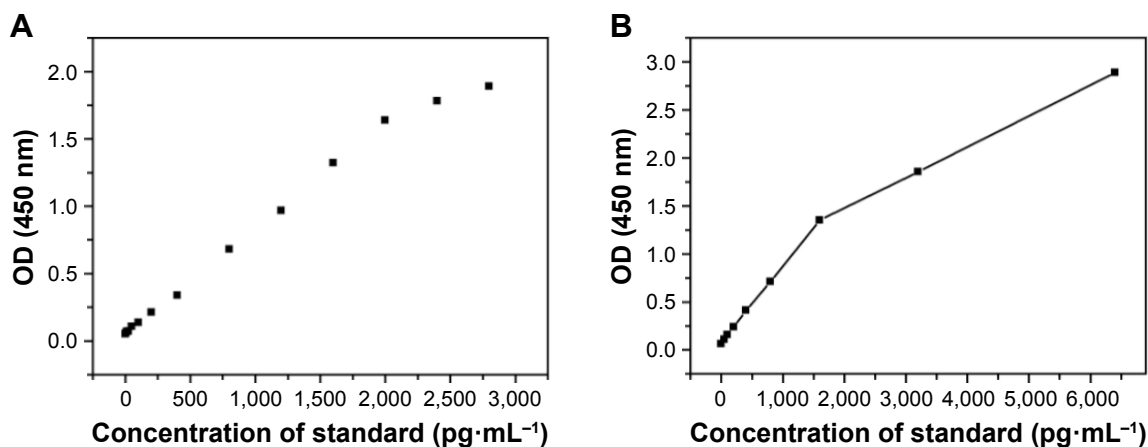 A
OD (450 nm)
2.0
1.5
1.0
0.5
0.0
0 500 1,000 1,500 2,000 2,500 3,000
Concentration of standard (pg·mL⁻¹)
B
OD (450 nm)
3.0
2.5
2.0
1.5
1.0
0.5
0.0
0 1,000 2,000 3,000 4,000 5,000 6,000
Concentration of standard (pg·mL⁻¹)